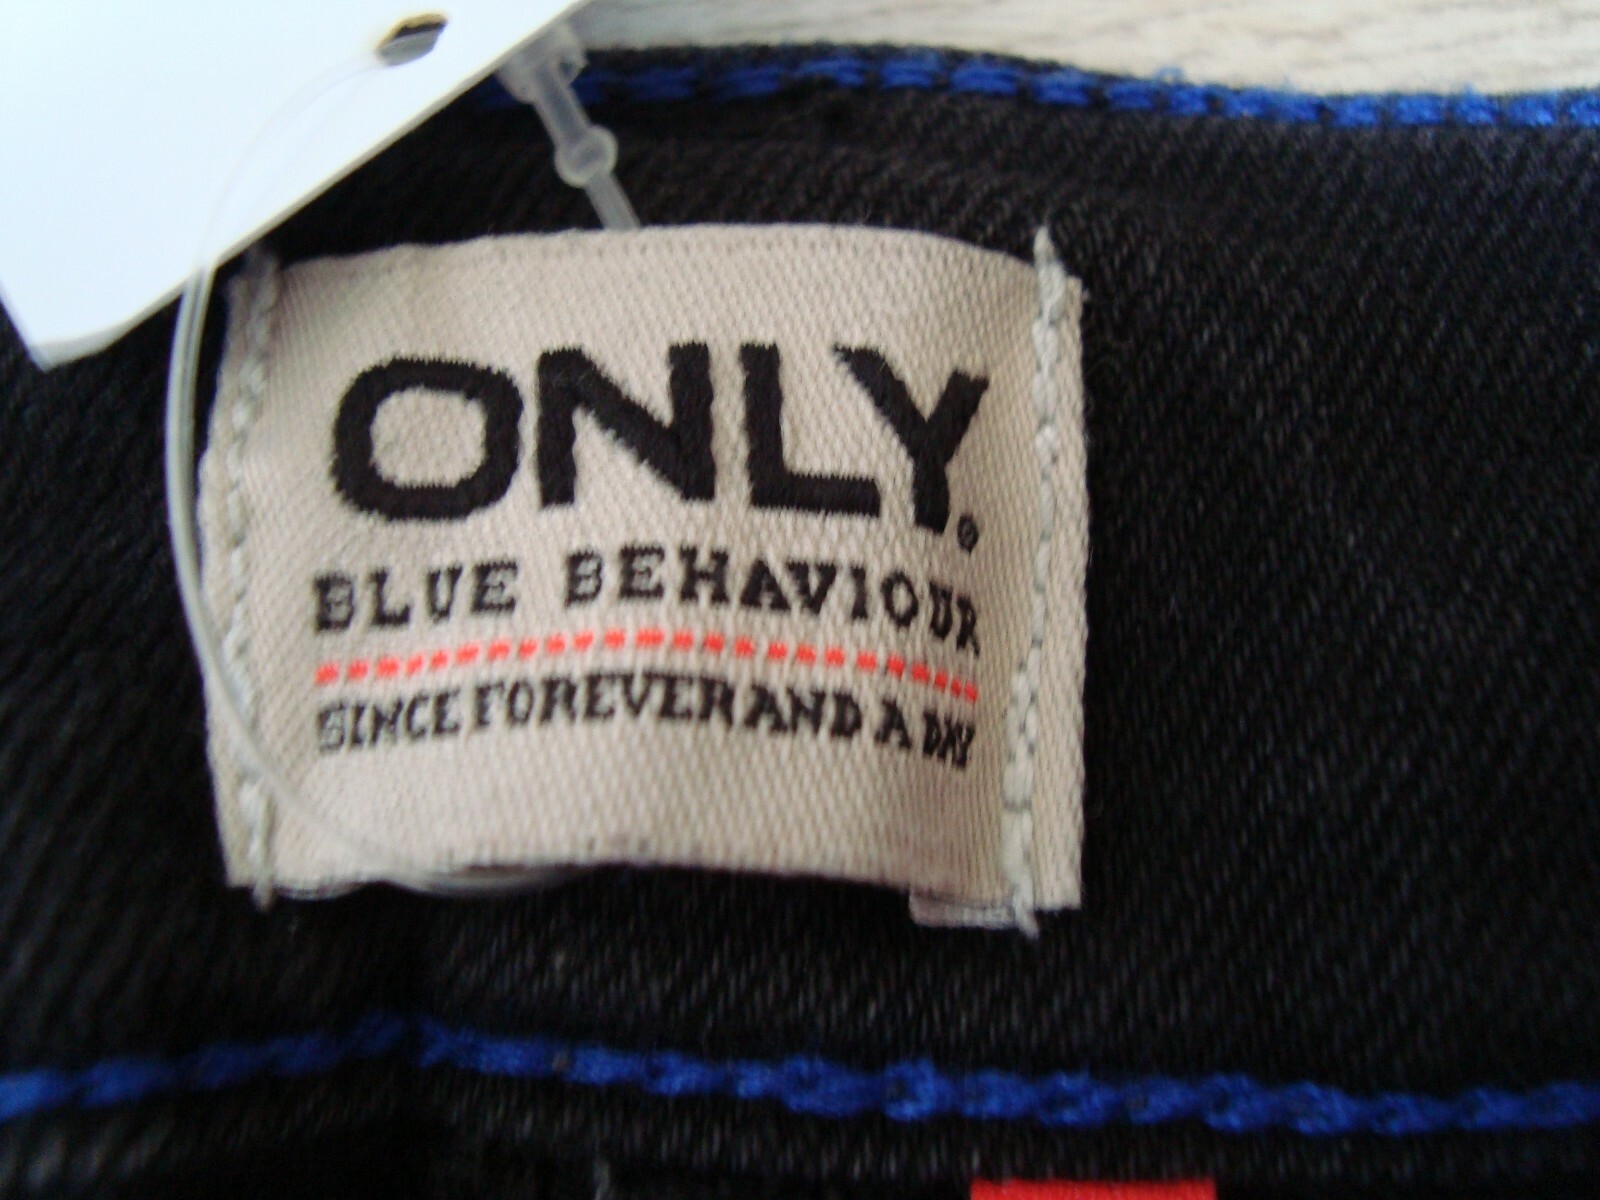 ONLY®
BLUE BEHAVIOUR
SINCE FOREVER AND A DAY